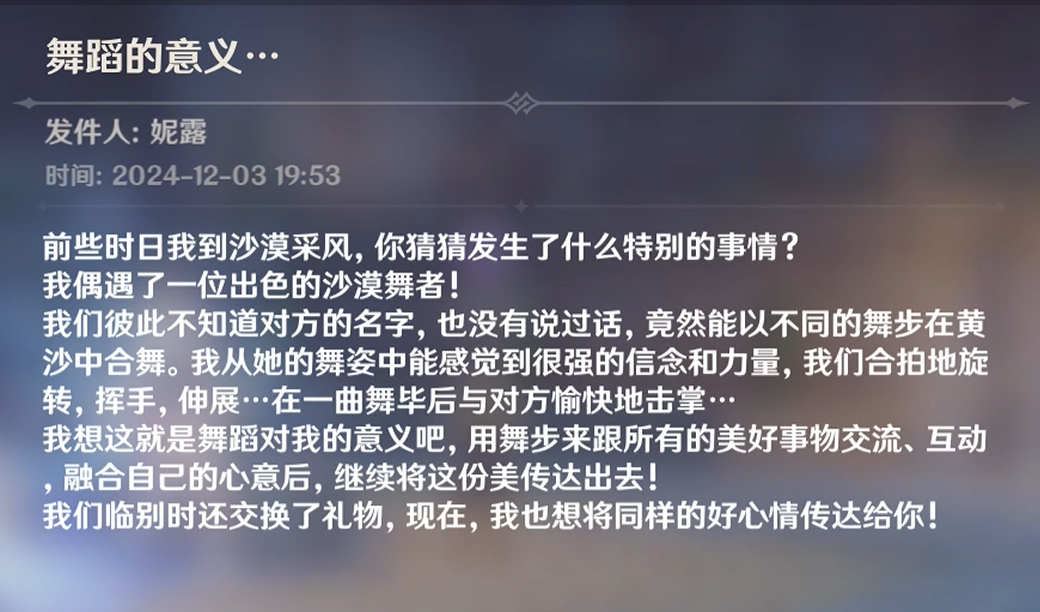 舞蹈的意义…
发件人: 妮露
时间: 2024-12-03 19:53
前些时日我到沙漠采风, 你猜猜发生了什么特别的事情?
我偶遇了一位出色的沙漠舞者!
我们彼此不知道对方的名字, 也没有说过话, 竟然能以不同的舞步在黄
沙中合舞。我从她的舞姿中能感觉到很强的信念和力量, 我们合拍地旋
转, 挥手, 伸展…在一曲舞毕后与对方愉快地击掌…
我想这就是舞蹈对我的意义吧, 用舞步来跟所有的美好事物交流、互动
, 融合自己的心意后, 继续将这份美传达出去!
我们临别时还交换了礼物, 现在, 我也想将同样的好心情传达给你!